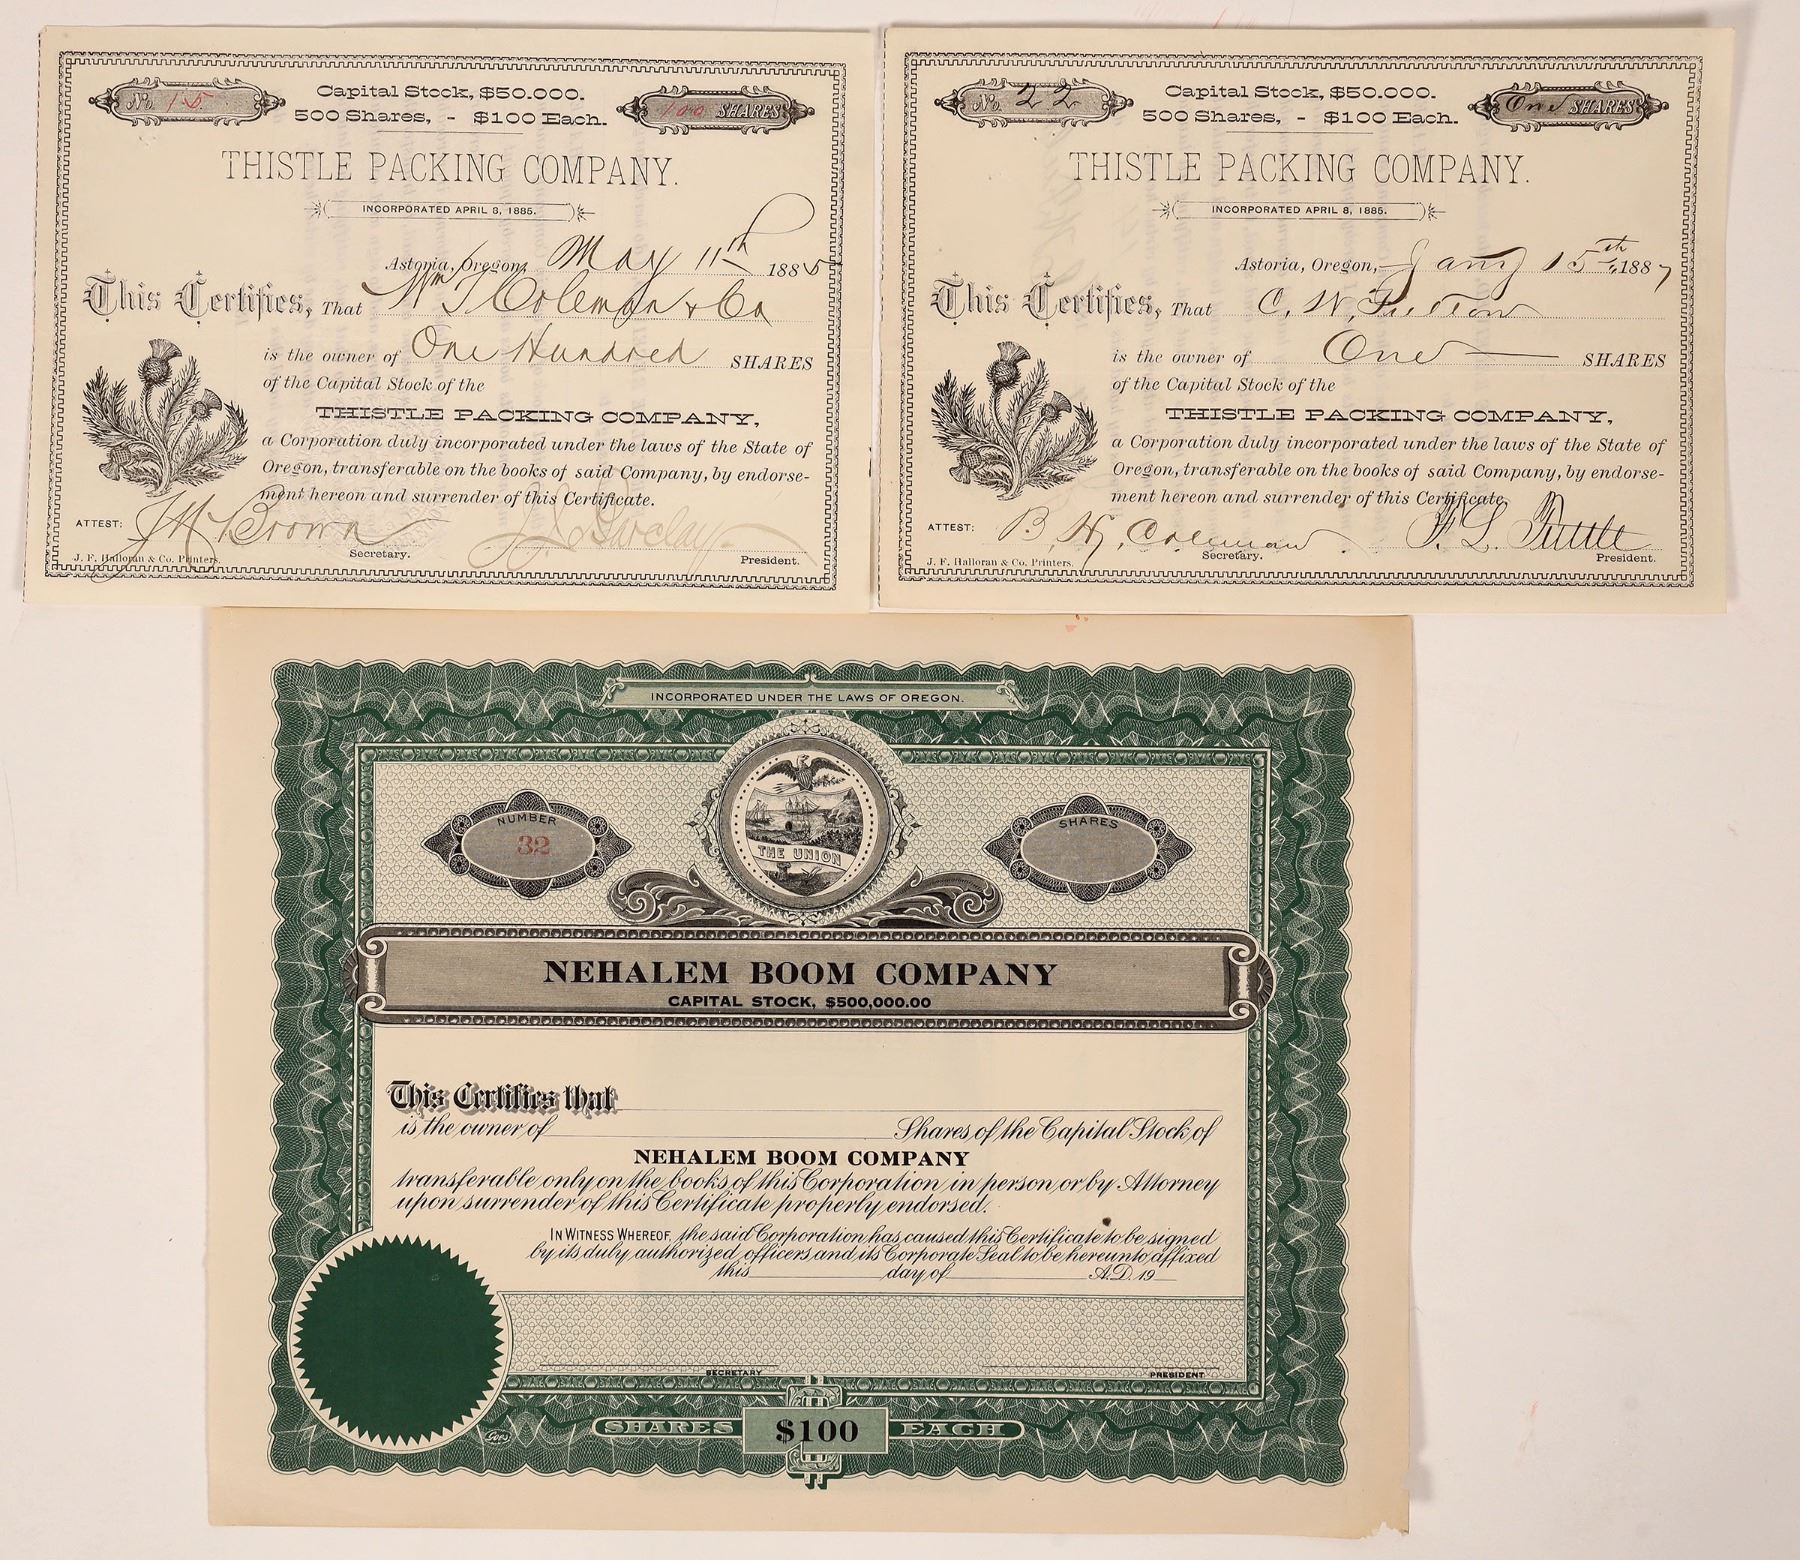 No. 15
Capital Stock, $50.000.
500 Shares, - $100 Each.
100 SHARES
THISTLE PACKING COMPANY.
INCORPORATED APRIL 8, 1885.
Astoria, Oregon, May 11th 1885
This Certifies, That Wm T Coleman & Co
is the owner of One Hundred SHARES
of the Capital Stock of the
THISTLE PACKING COMPANY,
a Corporation duly incorporated under the laws of the State of
Oregon, transferable on the books of said Company, by endorse-
ment hereon and surrender of this Certificate.
ATTEST: Brown Barclay
Secretary. President.
J. F. Halloran & Co. Printers.
No. 22
Capital Stock, $50.000.
500 Shares, - $100 Each.
One SHARES
THISTLE PACKING COMPANY.
INCORPORATED APRIL 8, 1885.
Astoria, Oregon, Jany 15th, 1887
This Certifies, That C. W. Fulton
is the owner of One SHARES
of the Capital Stock of the
THISTLE PACKING COMPANY,
a Corporation duly incorporated under the laws of the State of
Oregon, transferable on the books of said Company, by endorse-
ment hereon and surrender of this Certificate.
ATTEST: B. H. Coleman F. L. Tuttle
Secretary. President.
J. F. Halloran & Co. Printers.
INCORPORATED UNDER THE LAWS OF OREGON.
NUMBER
32
THE UNION
SHARES
NEHALEM BOOM COMPANY
CAPITAL STOCK, $500,000.00
This Certifies that
is the owner of Shares of the Capital Stock of
NEHALEM BOOM COMPANY
transferable only on the books of this Corporation in person or by Attorney
upon surrender of this Certificate properly endorsed.
IN WITNESS WHEREOF, the said Corporation has caused this Certificate to be signed
by its duly authorized officers and its Corporate Seal to be hereunto affixed
this day of A.D. 19
SECRETARY PRESIDENT
Goes
SHARES $100 EACH